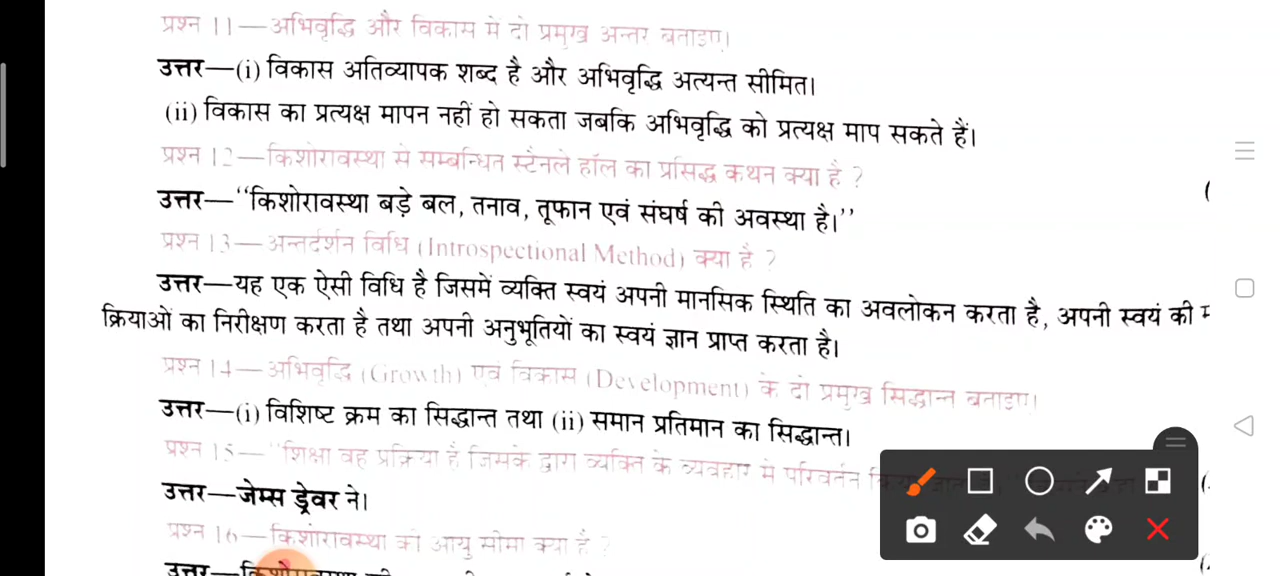 प्रश्न 11—अभिवृद्धि और विकास में दो प्रमुख अन्तर बताइए।
उत्तर—(i) विकास अतिव्यापक शब्द है और अभिवृद्धि अत्यन्त सीमित।
(ii) विकास का प्रत्यक्ष मापन नहीं हो सकता जबकि अभिवृद्धि को प्रत्यक्ष माप सकते हैं।
प्रश्न 12—किशोरावस्था से सम्बन्धित स्टैनले हॉल का प्रसिद्ध कथन क्या है ?
उत्तर—‘‘किशोरावस्था बड़े बल, तनाव, तूफान एवं संघर्ष की अवस्था है।’’
प्रश्न 13—अन्तर्दर्शन विधि (Introspectional Method) क्या है ?
उत्तर—यह एक ऐसी विधि है जिसमें व्यक्ति स्वयं अपनी मानसिक स्थिति का अवलोकन करता है, अपनी स्वयं की
क्रियाओं का निरीक्षण करता है तथा अपनी अनुभूतियों का स्वयं ज्ञान प्राप्त करता है।
प्रश्न 14—अभिवृद्धि (Growth) एवं विकास (Development) के दो प्रमुख सिद्धान्त बताइए।
उत्तर—(i) विशिष्ट क्रम का सिद्धान्त तथा (ii) समान प्रतिमान का सिद्धान्त।
प्रश्न 15—‘‘शिक्षा वह प्रक्रिया है जिसके द्वारा व्यक्ति के व्यवहार में परिवर्तन
उत्तर—जेम्स ड्रेवर ने।
प्रश्न 16—किशोरावस्था की आयु सीमा क्या है ?
उत्तर—